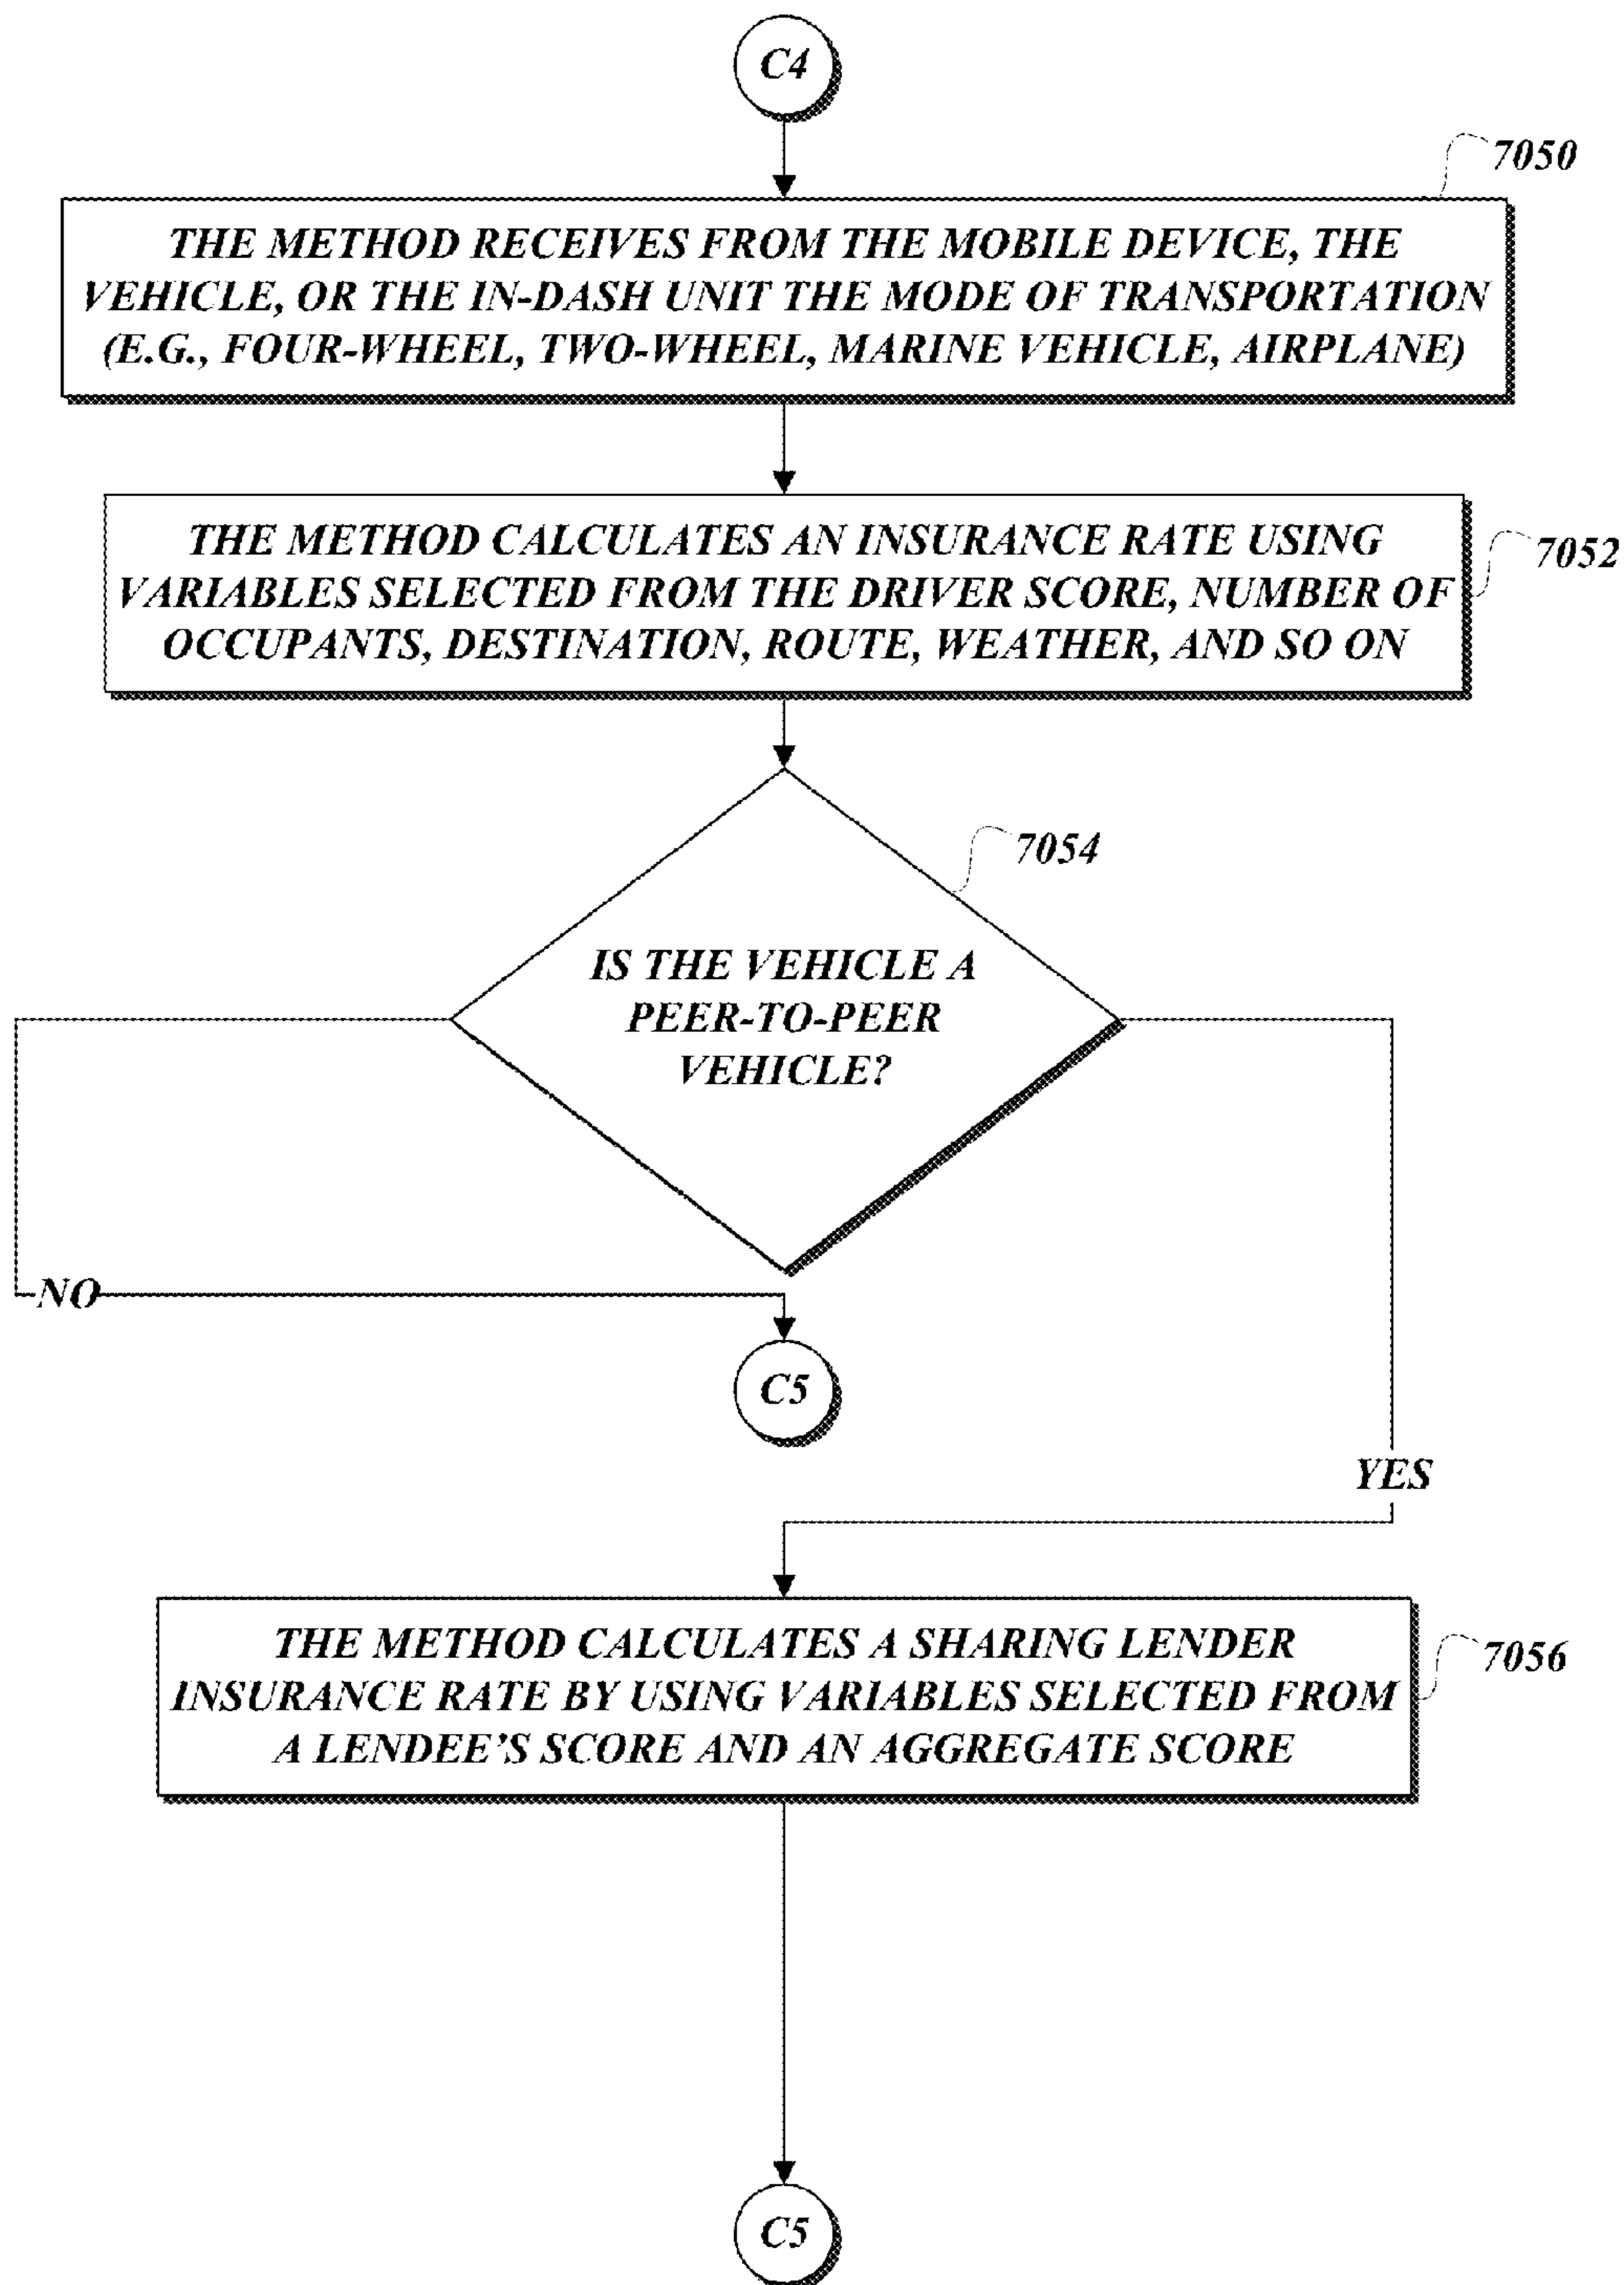 C4
7050
THE METHOD RECEIVES FROM THE MOBILE DEVICE, THE
VEHICLE, OR THE IN-DASH UNIT THE MODE OF TRANSPORTATION
(E.G., FOUR-WHEEL, TWO-WHEEL, MARINE VEHICLE, AIRPLANE)
THE METHOD CALCULATES AN INSURANCE RATE USING
7052
VARIABLES SELECTED FROM THE DRIVER SCORE, NUMBER OF
OCCUPANTS, DESTINATION, ROUTE, WEATHER, AND SO ON
7054
IS THE VEHICLE A
PEER-TO-PEER
VEHICLE?
NO
C5
YES
THE METHOD CALCULATES A SHARING LENDER
7056
INSURANCE RATE BY USING VARIABLES SELECTED FROM
A LENDEE'S SCORE AND AN AGGREGATE SCORE
C5